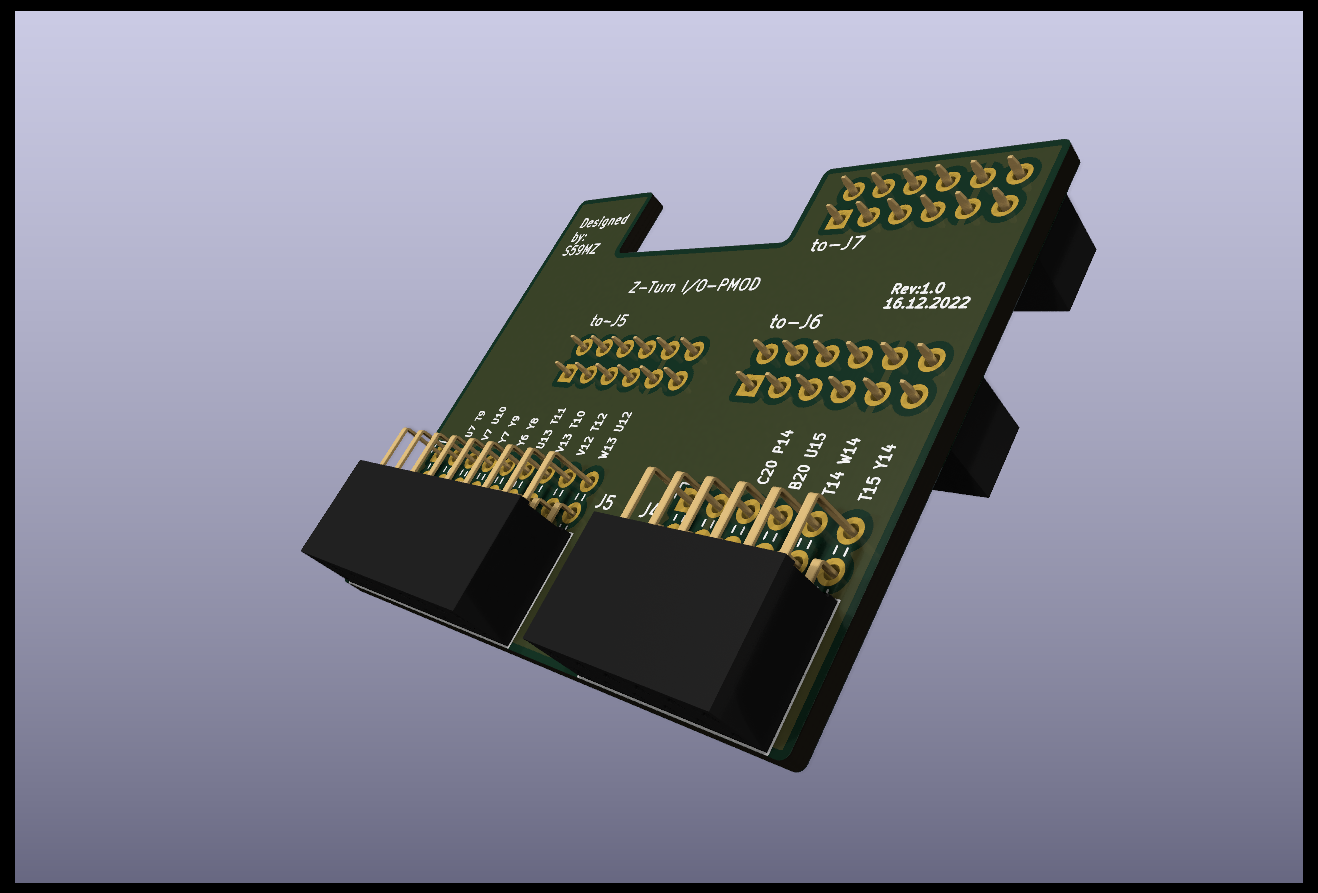 Designed
by:
S59MZ
to-J7
Z-Turn I/O-PMOD
Rev:1.0
16.12.2022
to-J5
to-J6
U7 T9
V7 U10
Y7 Y9
Y6 Y8
U13 T11
V13 T10
V12 T12
W13 U12
C20 P14
B20 U15
T14 W14
T15 Y14
J5